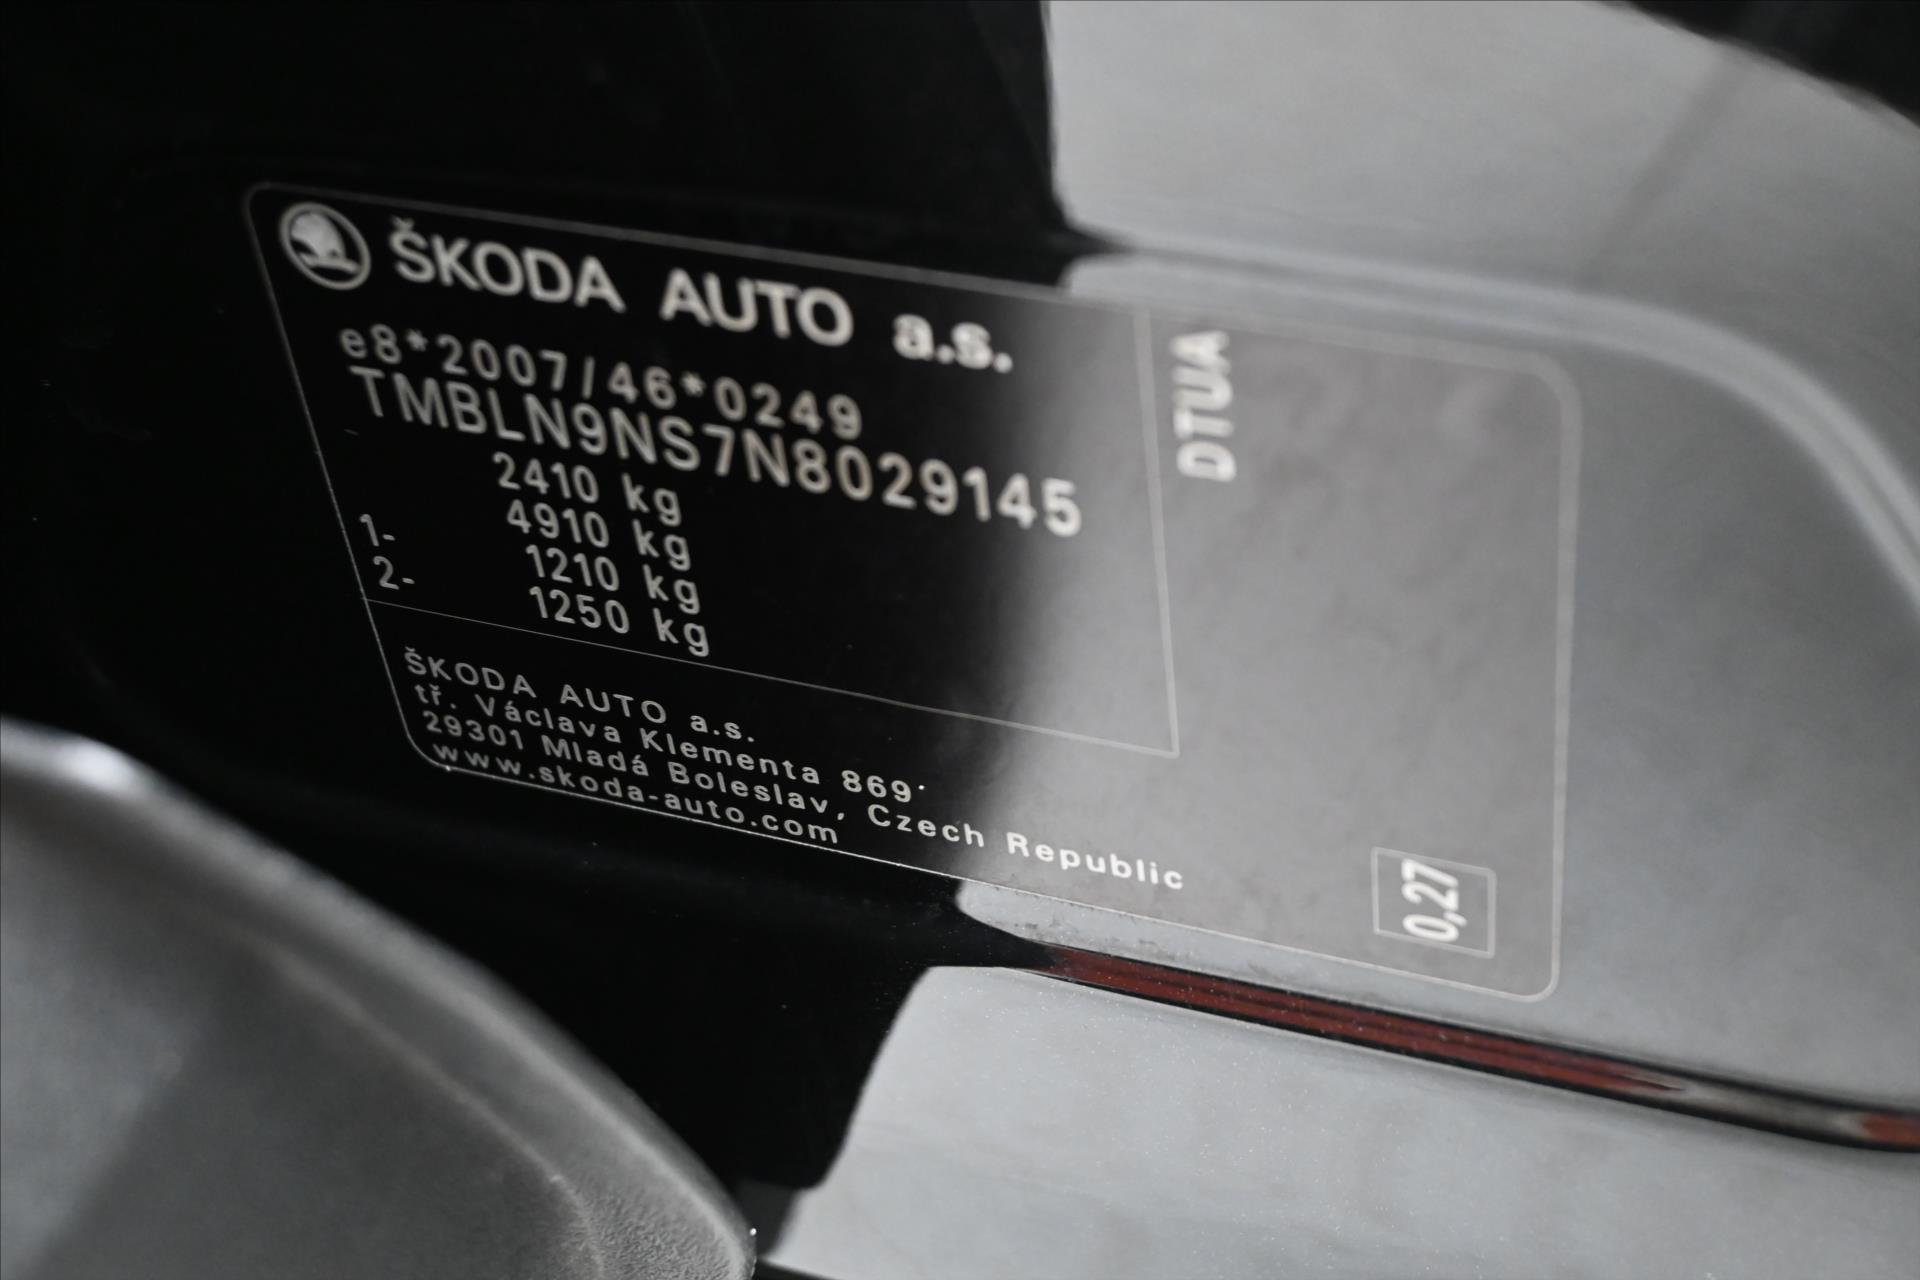 ŠKODA AUTO a.s.
e8*2007/46*0249
TMBLN9NS7N8029145
2410 kg
4910 kg
1- 1210 kg
2- 1250 kg
ŠKODA AUTO a.s.
tř. Václava Klementa 869
29301 Mladá Boleslav, Czech Republic
www.skoda-auto.com
DTUA
0,27